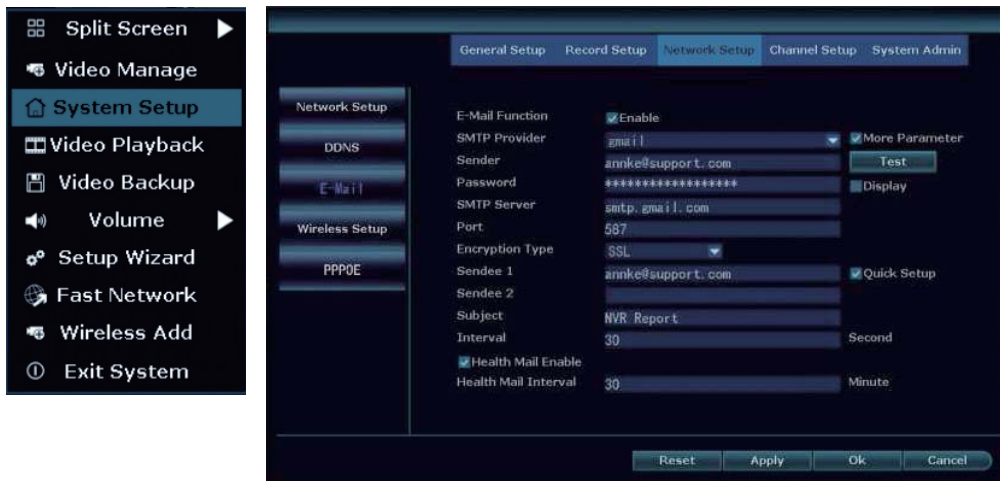 Split Screen
Video Manage
System Setup
Video Playback
Video Backup
Volume
Setup Wizard
Fast Network
Wireless Add
Exit System
General Setup Record Setup Network Setup Channel Setup System Admin
Network Setup
DDNS
E-Mail
Wireless Setup
PPPOE
E-Mail Function Enable
SMTP Provider gmail More Parameter
Sender annke@support.com Test
Password ****************** Display
SMTP Server smtp.gmail.com
Port 587
Encryption Type SSL
Sendee 1 annke@support.com Quick Setup
Sendee 2
Subject NVR Report
Interval 30 Second
Health Mail Enable
Health Mail Interval 30 Minute
Reset Apply Ok Cancel